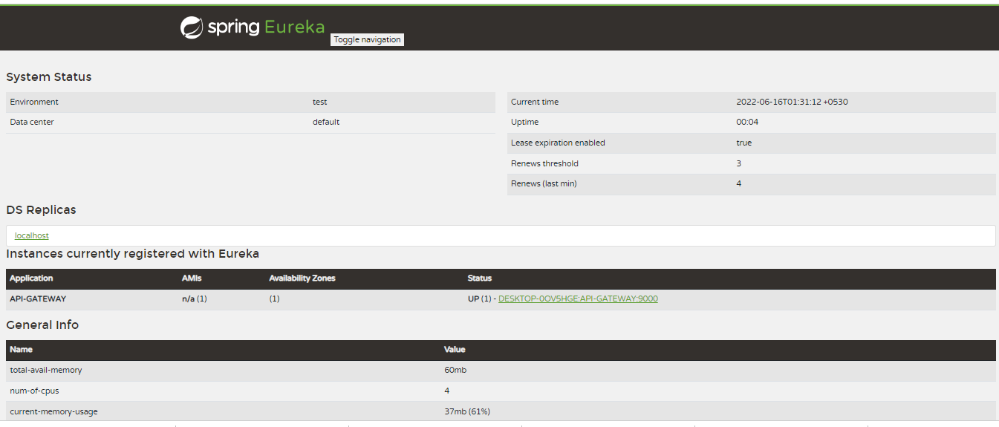 spring Eureka
Toggle navigation
System Status
Environment test
Data center default
Current time 2022-06-16T01:31:12 +0530
Uptime 00:04
Lease expiration enabled true
Renews threshold 3
Renews (last min) 4
DS Replicas
localhost
Instances currently registered with Eureka
Application AMIs Availability Zones Status
API-GATEWAY n/a (1) (1) UP (1) - DESKTOP-0OV5HGE:API-GATEWAY:9000
General Info
Name Value
total-avail-memory 60mb
num-of-cpus 4
current-memory-usage 37mb (61%)